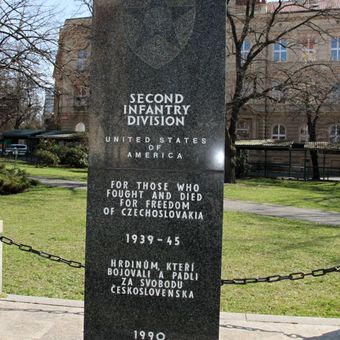 SECOND
INFANTRY
DIVISION
UNITED STATES
OF
AMERICA
FOR THOSE WHO
FOUGHT AND DIED
FOR FREEDOM
OF CZECHOSLOVAKIA
1939-45
HRDINŮM, KTEŘÍ
BOJOVALI A PADLI
ZA SVOBODU
ČESKOSLOVENSKA
1990